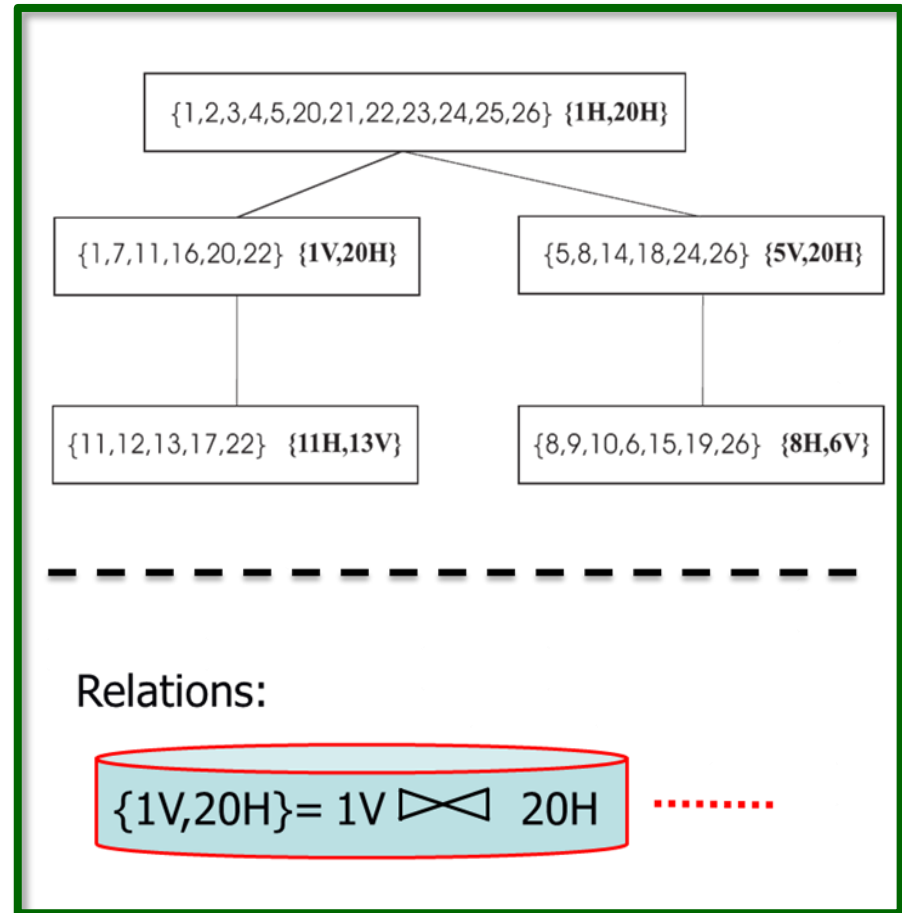 {1,2,3,4,5,20,21,22,23,24,25,26} {1H,20H}
{1,7,11,16,20,22} {1V,20H}
{5,8,14,18,24,26} {5V,20H}
{11,12,13,17,22} {11H,13V}
{8,9,10,6,15,19,26} {8H,6V}
Relations:
{1V,20H}= 1V ⋈ 20H ........